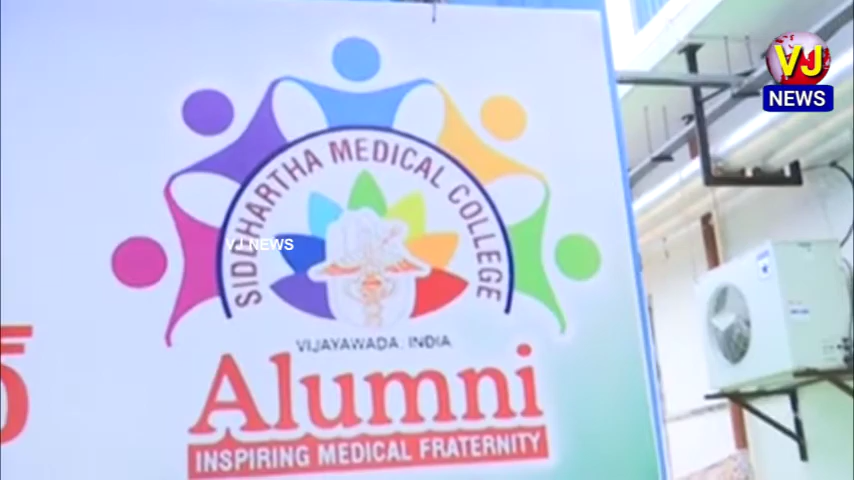 VJ
NEWS
SIDDHARTHA MEDICAL COLLEGE
VJ NEWS
VIJAYAWADA, INDIA
Alumni
INSPIRING MEDICAL FRATERNITY